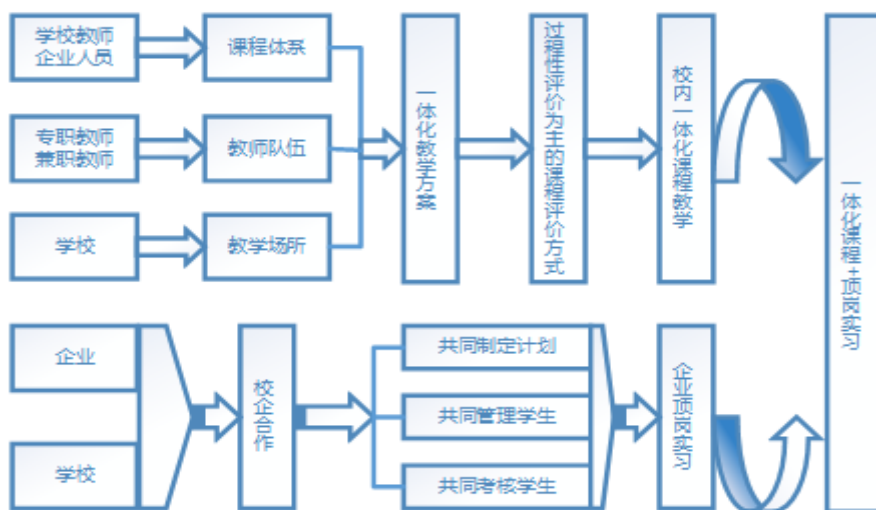 学校教师
企业人员
课程体系
专职教师
兼职教师
教师队伍
学校
教学场所
一体化教学方案
过程性评价为主的课程评价方式
校内一体化课程教学
一体化课程+顶岗实习
企业
学校
校企合作
共同制定计划
共同管理学生
共同考核学生
企业顶岗实习